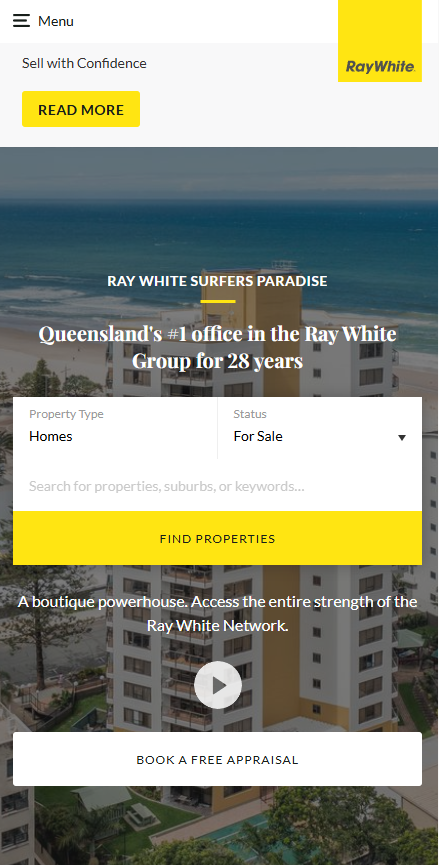 Menu
RayWhite.
Sell with Confidence
READ MORE
RAY WHITE SURFERS PARADISE
Queensland's #1 office in the Ray White
Group for 28 years
Property Type
Status
Homes
For Sale
Search for properties, suburbs, or keywords...
FIND PROPERTIES
A boutique powerhouse. Access the entire strength of the
Ray White Network.
BOOK A FREE APPRAISAL